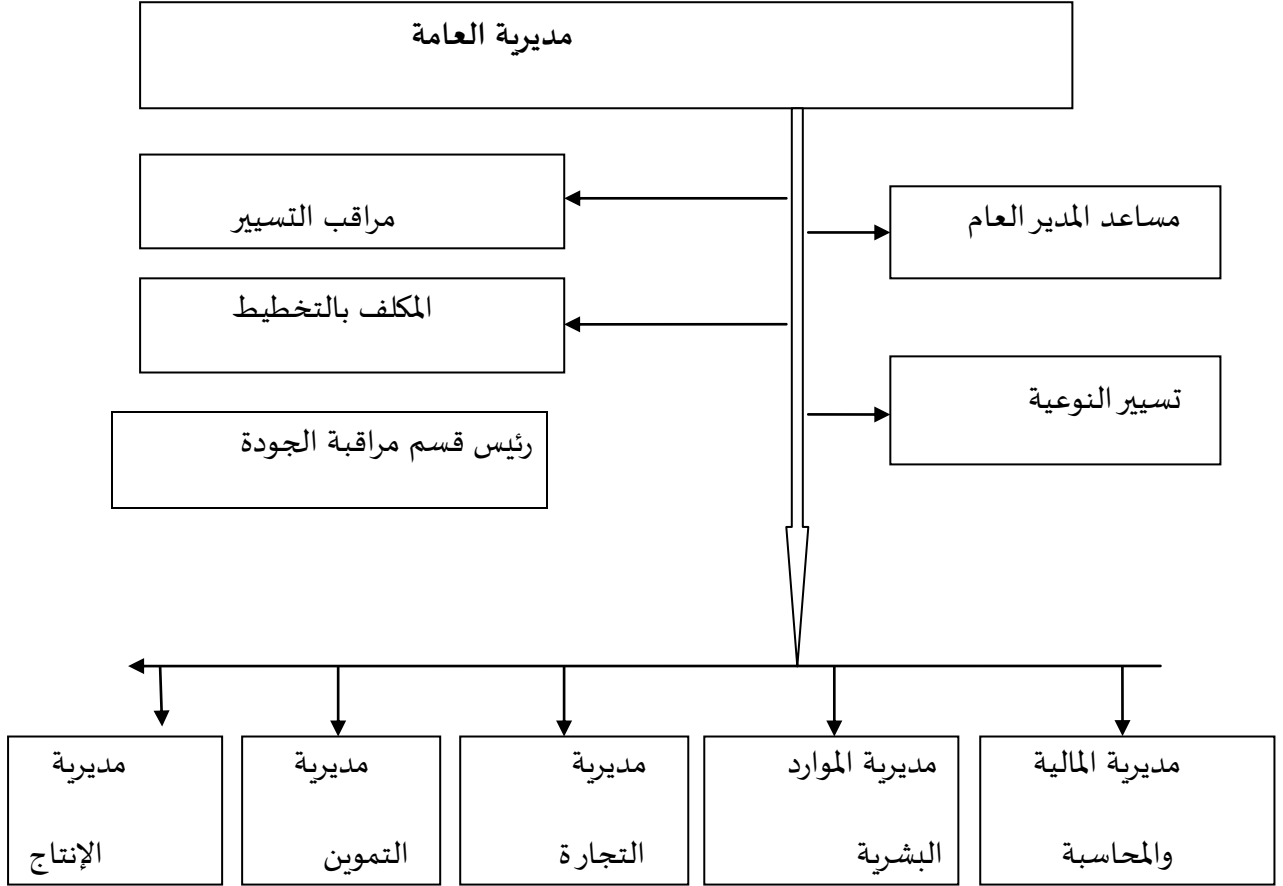 مديرية العامة
مساعد المدير العام
مراقب التسيير
المكلف بالتخطيط
تسيير النوعية
رئيس قسم مراقبة الجودة
مديرية المالية
والمحاسبة
مديرية الموارد
البشرية
مديرية
التجارة
مديرية
التموين
مديرية
الإنتاج